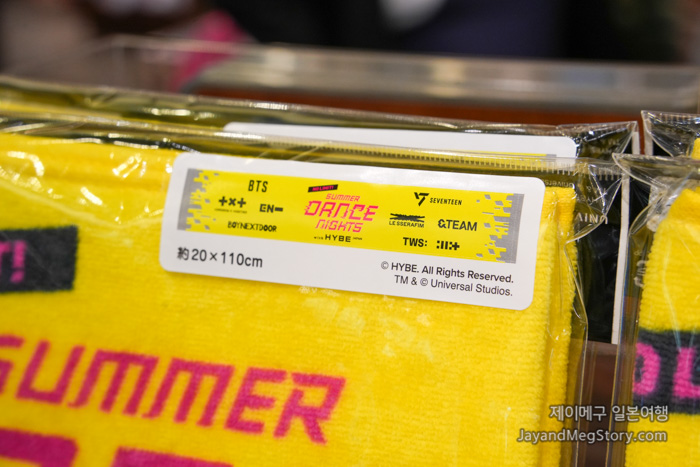 BTS
TXT
EN-
BOYNEXTDOOR
SUMMER
DANCE
NIGHTS
WITH HYBE
SEVENTEEN
LE SSERAFIM
&TEAM
TWS:
約20×110cm
© HYBE. All Rights Reserved.
TM & © Universal Studios.
SUMMER
제이메구 일본여행
JayandMegStory.com